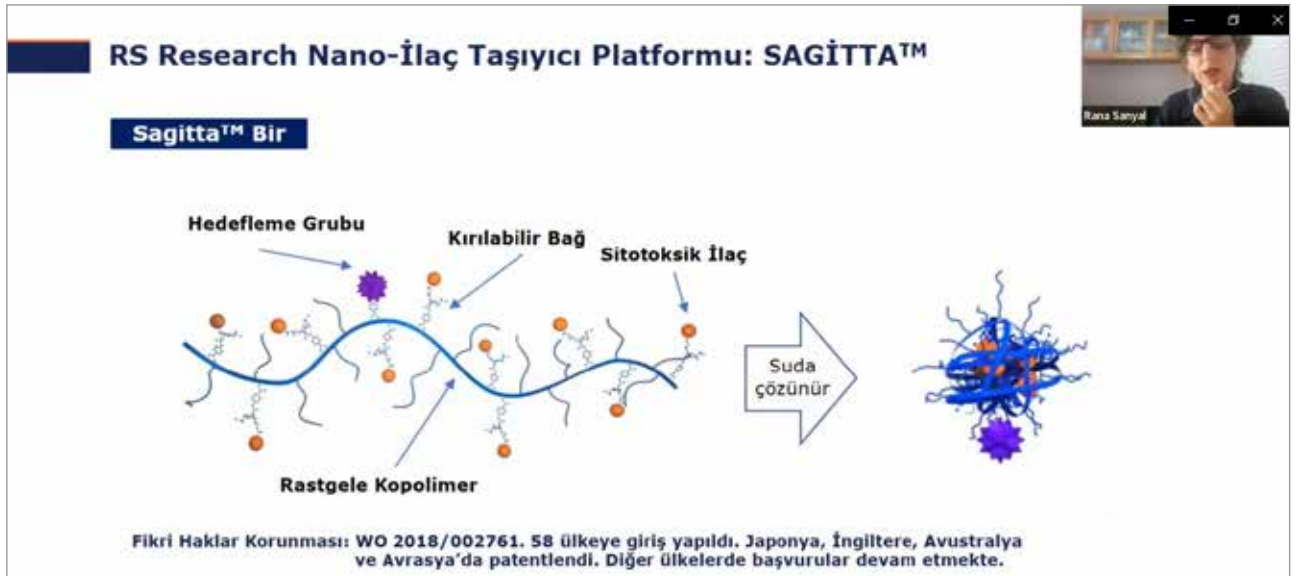 RS Research Nano-İlaç Taşıyıcı Platformu: SAGİTTA™
Rana Sanyal
Sagitta™ Bir
Hedefleme Grubu
Kırılabilir Bağ
Sitotoksik İlaç
Suda
çözünür
Rastgele Kopolimer
Fikri Haklar Korunması: WO 2018/002761. 58 ülkeye giriş yapıldı. Japonya, İngiltere, Avustralya
ve Avrasya’da patentlendi. Diğer ülkelerde başvurular devam etmekte.